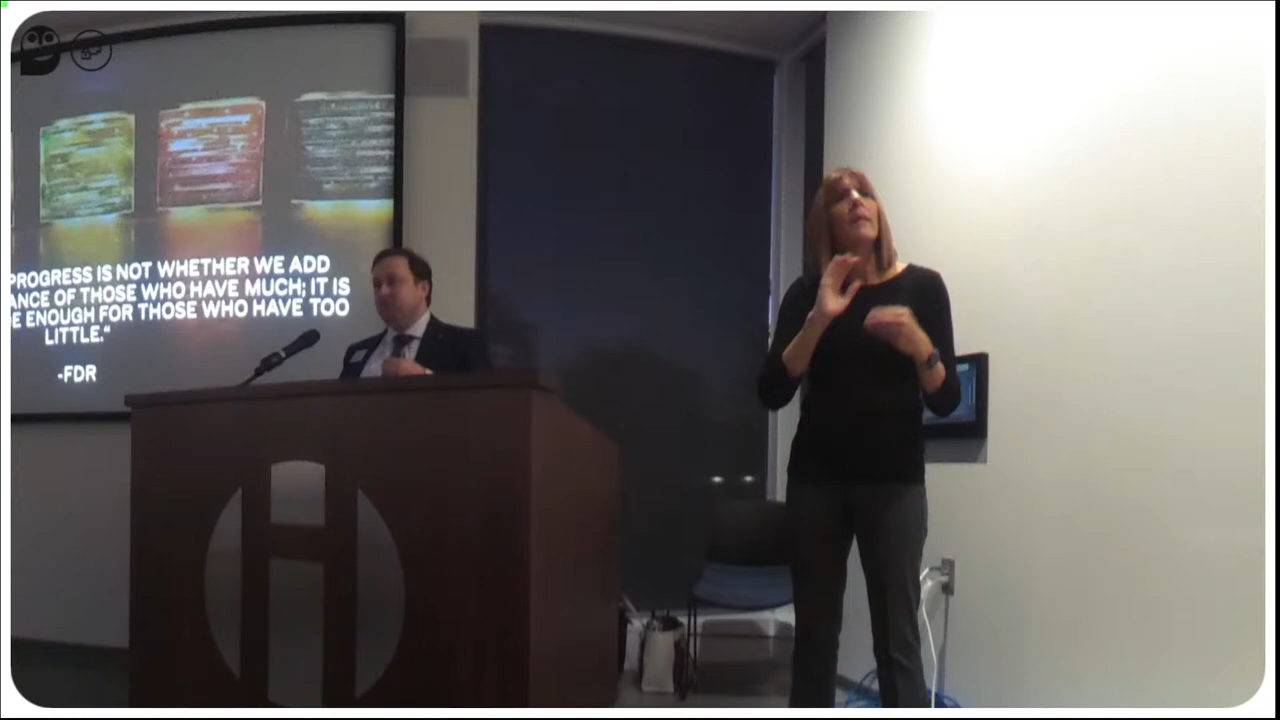 PROGRESS IS NOT WHETHER WE ADD
OF THOSE WHO HAVE MUCH; IT IS
ENOUGH FOR THOSE WHO HAVE TOO
LITTLE."
-FDR